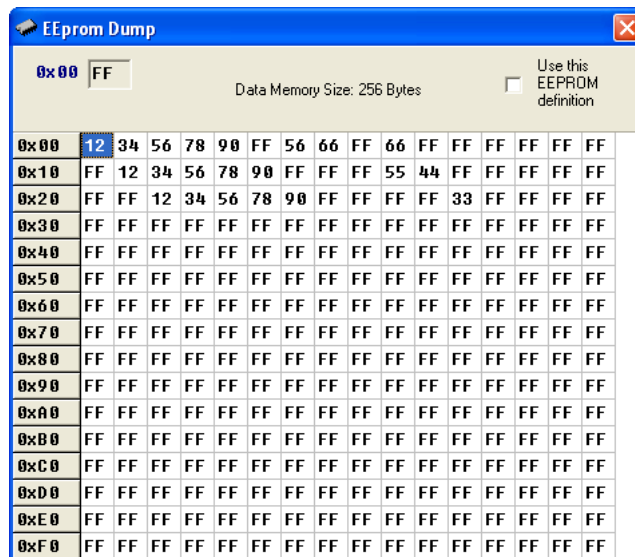 EEprom Dump
0x00 FF
Data Memory Size: 256 Bytes
Use this
EEPROM
definition
0x00 12 34 56 78 90 FF 56 66 FF 66 FF FF FF FF FF FF
0x10 FF 12 34 56 78 90 FF FF FF 55 44 FF FF FF FF FF
0x20 FF FF 12 34 56 78 90 FF FF FF FF 33 FF FF FF FF
0x30 FF FF FF FF FF FF FF FF FF FF FF FF FF FF FF FF
0x40 FF FF FF FF FF FF FF FF FF FF FF FF FF FF FF FF
0x50 FF FF FF FF FF FF FF FF FF FF FF FF FF FF FF FF
0x60 FF FF FF FF FF FF FF FF FF FF FF FF FF FF FF FF
0x70 FF FF FF FF FF FF FF FF FF FF FF FF FF FF FF FF
0x80 FF FF FF FF FF FF FF FF FF FF FF FF FF FF FF FF
0x90 FF FF FF FF FF FF FF FF FF FF FF FF FF FF FF FF
0xA0 FF FF FF FF FF FF FF FF FF FF FF FF FF FF FF FF
0xB0 FF FF FF FF FF FF FF FF FF FF FF FF FF FF FF FF
0xC0 FF FF FF FF FF FF FF FF FF FF FF FF FF FF FF FF
0xD0 FF FF FF FF FF FF FF FF FF FF FF FF FF FF FF FF
0xE0 FF FF FF FF FF FF FF FF FF FF FF FF FF FF FF FF
0xF0 FF FF FF FF FF FF FF FF FF FF FF FF FF FF FF FF